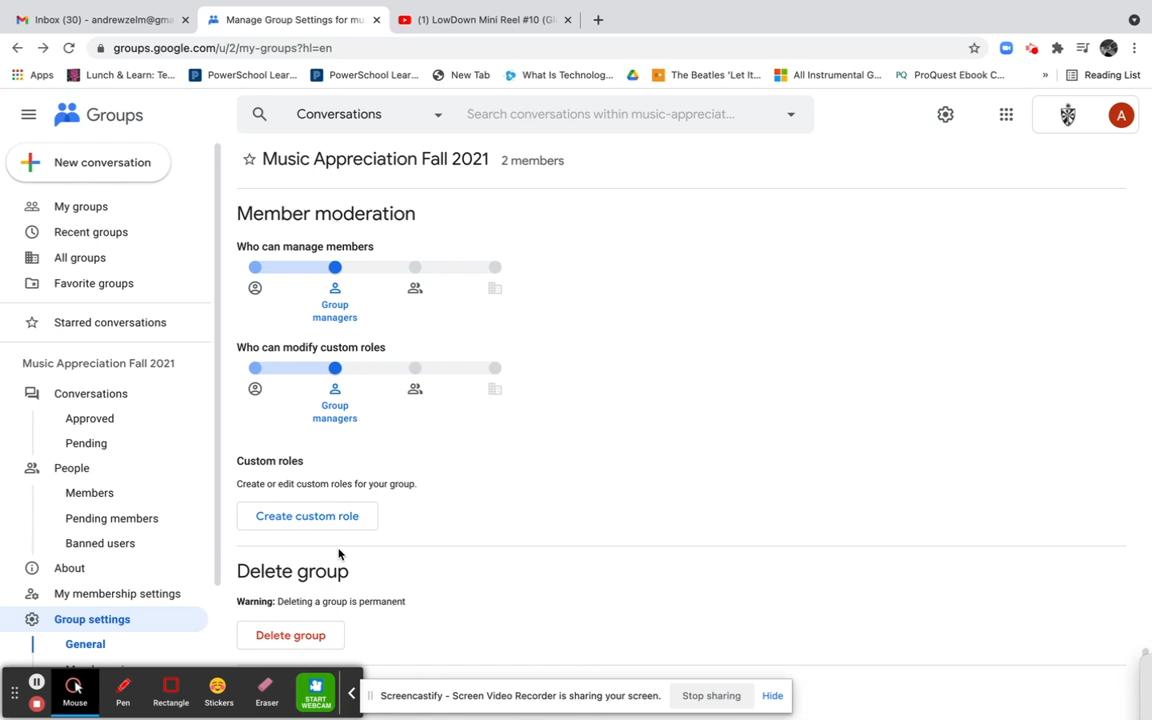 Inbox (30) - andrewzelm@gma
Manage Group Settings for mu
(1) LowDown Mini Reel #10 (Gl
groups.google.com/u/2/my-groups?hl=en
Apps
Lunch & Learn: Te...
PowerSchool Lear...
PowerSchool Lear...
New Tab
What Is Technolog...
The Beatles 'Let It...
All Instrumental G...
PQ
ProQuest Ebook C...
»
Reading List
Groups
Conversations
Search conversations within music-appreciat...
A
New conversation
Music Appreciation Fall 2021
2 members
My groups
Recent groups
All groups
Favorite groups
Starred conversations
Music Appreciation Fall 2021
Conversations
Approved
Pending
People
Members
Pending members
Banned users
About
My membership settings
Group settings
General
Member moderation
Who can manage members
Group
managers
Who can modify custom roles
Group
managers
Custom roles
Create or edit custom roles for your group.
Create custom role
Delete group
Warning: Deleting a group is permanent
Delete group
Mouse
Pen
Rectangle
Stickers
Eraser
START
WEBCAM
Screencastify - Screen Video Recorder is sharing your screen.
Stop sharing
Hide